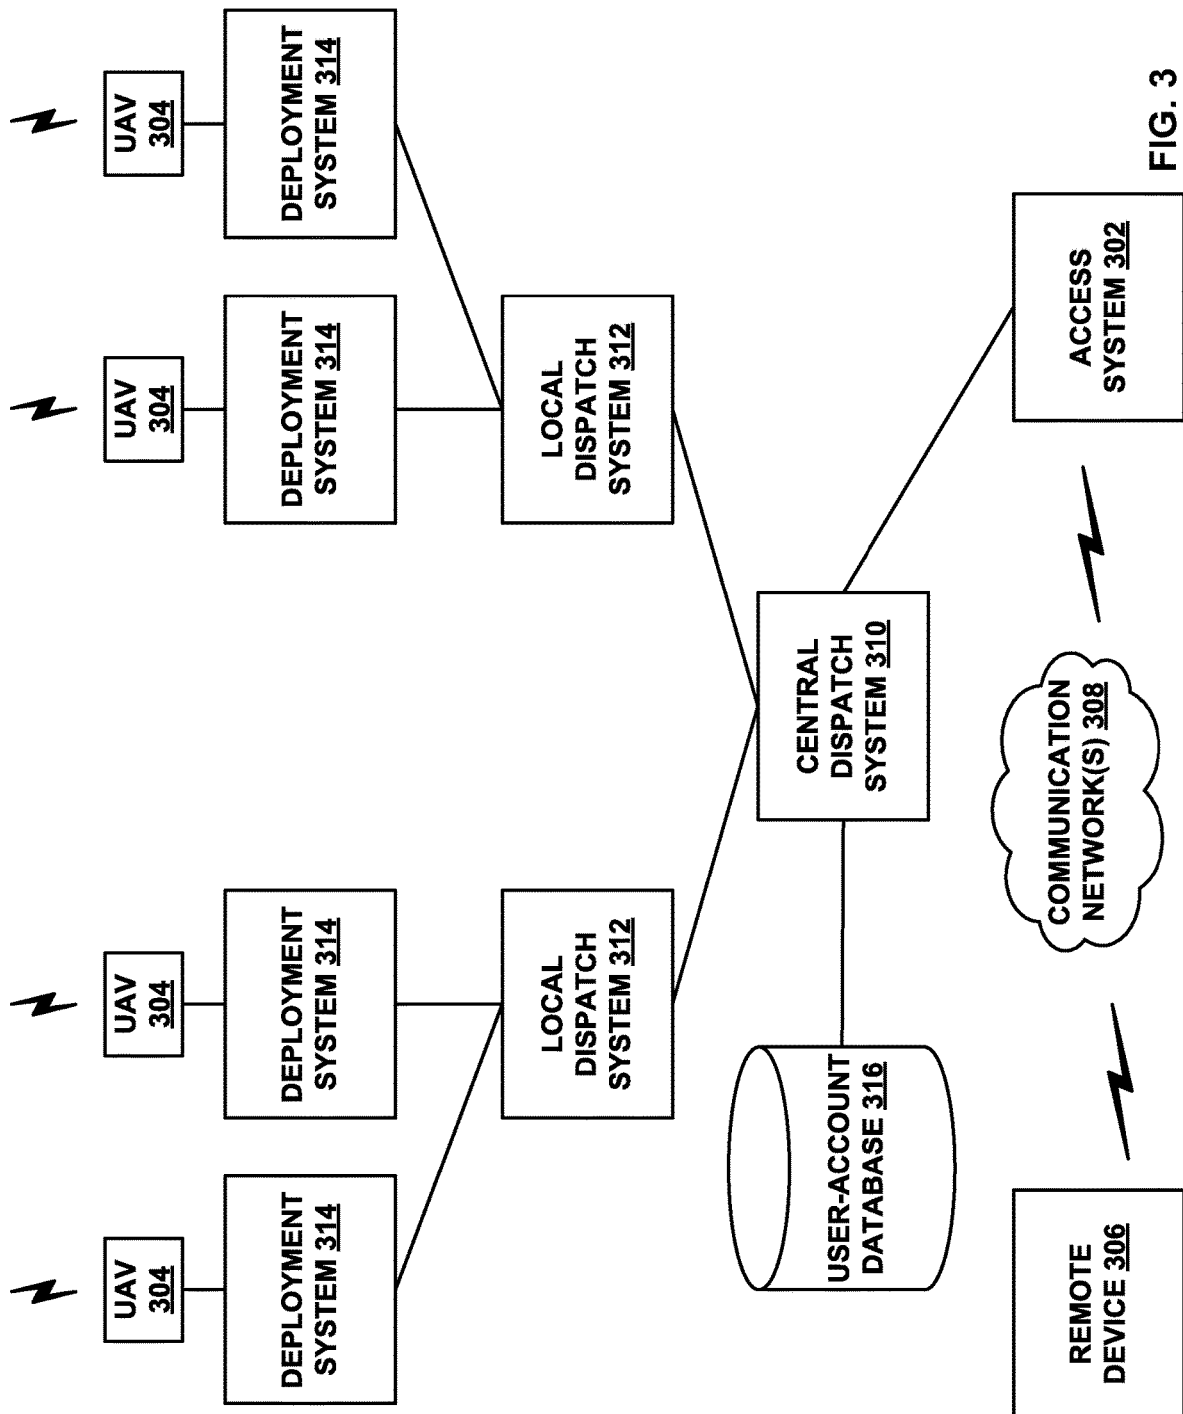 UAV
304
UAV
304
UAV
304
UAV
304
DEPLOYMENT
SYSTEM 314
DEPLOYMENT
SYSTEM 314
DEPLOYMENT
SYSTEM 314
DEPLOYMENT
SYSTEM 314
LOCAL
DISPATCH
SYSTEM 312
LOCAL
DISPATCH
SYSTEM 312
USER-ACCOUNT
DATABASE 316
CENTRAL
DISPATCH
SYSTEM 310
REMOTE
DEVICE 306
COMMUNICATION
NETWORK(S) 308
ACCESS
SYSTEM 302
FIG. 3